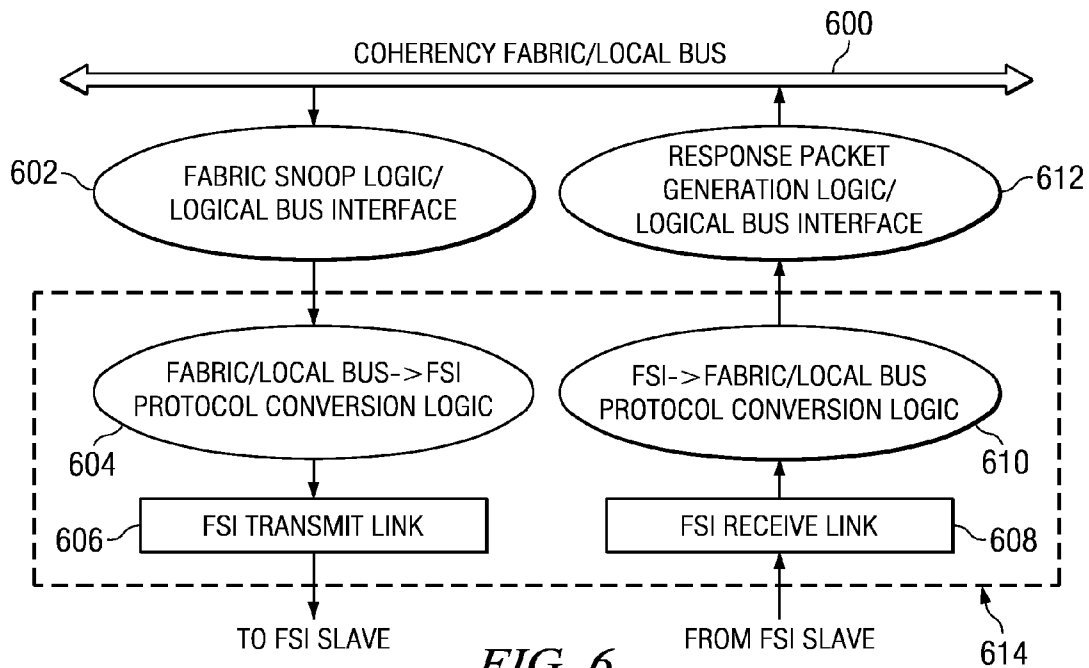 600
COHERENCY FABRIC/LOCAL BUS
602
FABRIC SNOOP LOGIC/
LOGICAL BUS INTERFACE
RESPONSE PACKET
GENERATION LOGIC/
LOGICAL BUS INTERFACE
612
FABRIC/LOCAL BUS->FSI
PROTOCOL CONVERSION LOGIC
604
FSI->FABRIC/LOCAL BUS
PROTOCOL CONVERSION LOGIC
610
606
FSI TRANSMIT LINK
FSI RECEIVE LINK
608
TO FSI SLAVE
FROM FSI SLAVE
614
FIG. 6